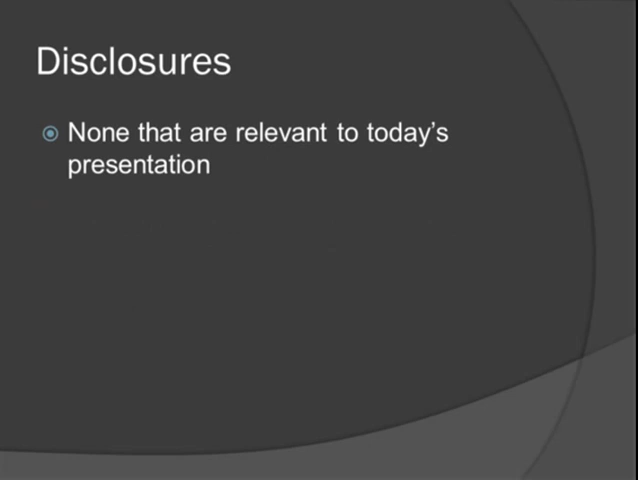 Disclosures
None that are relevant to today’s
presentation